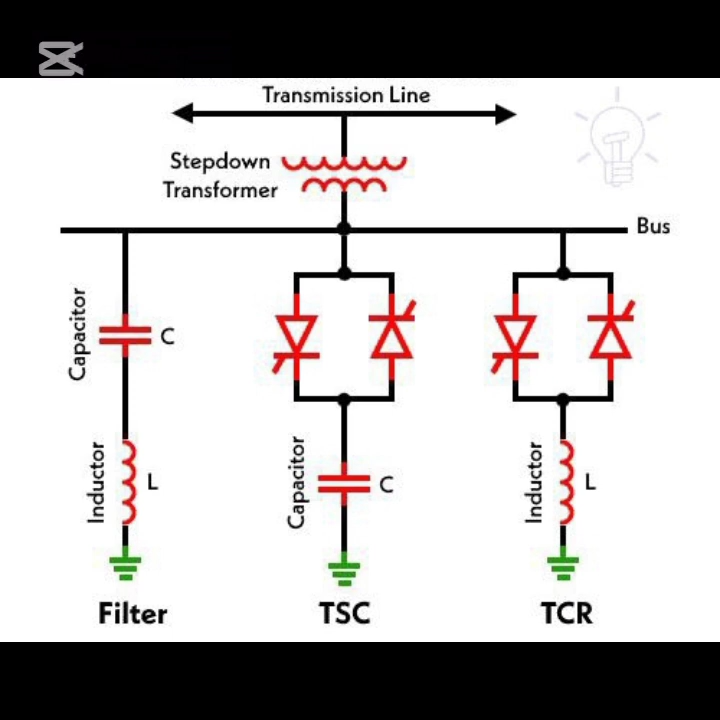 Transmission Line
Stepdown
Transformer
Bus
Capacitor
C
Inductor
L
Capacitor
C
Inductor
L
Filter
TSC
TCR